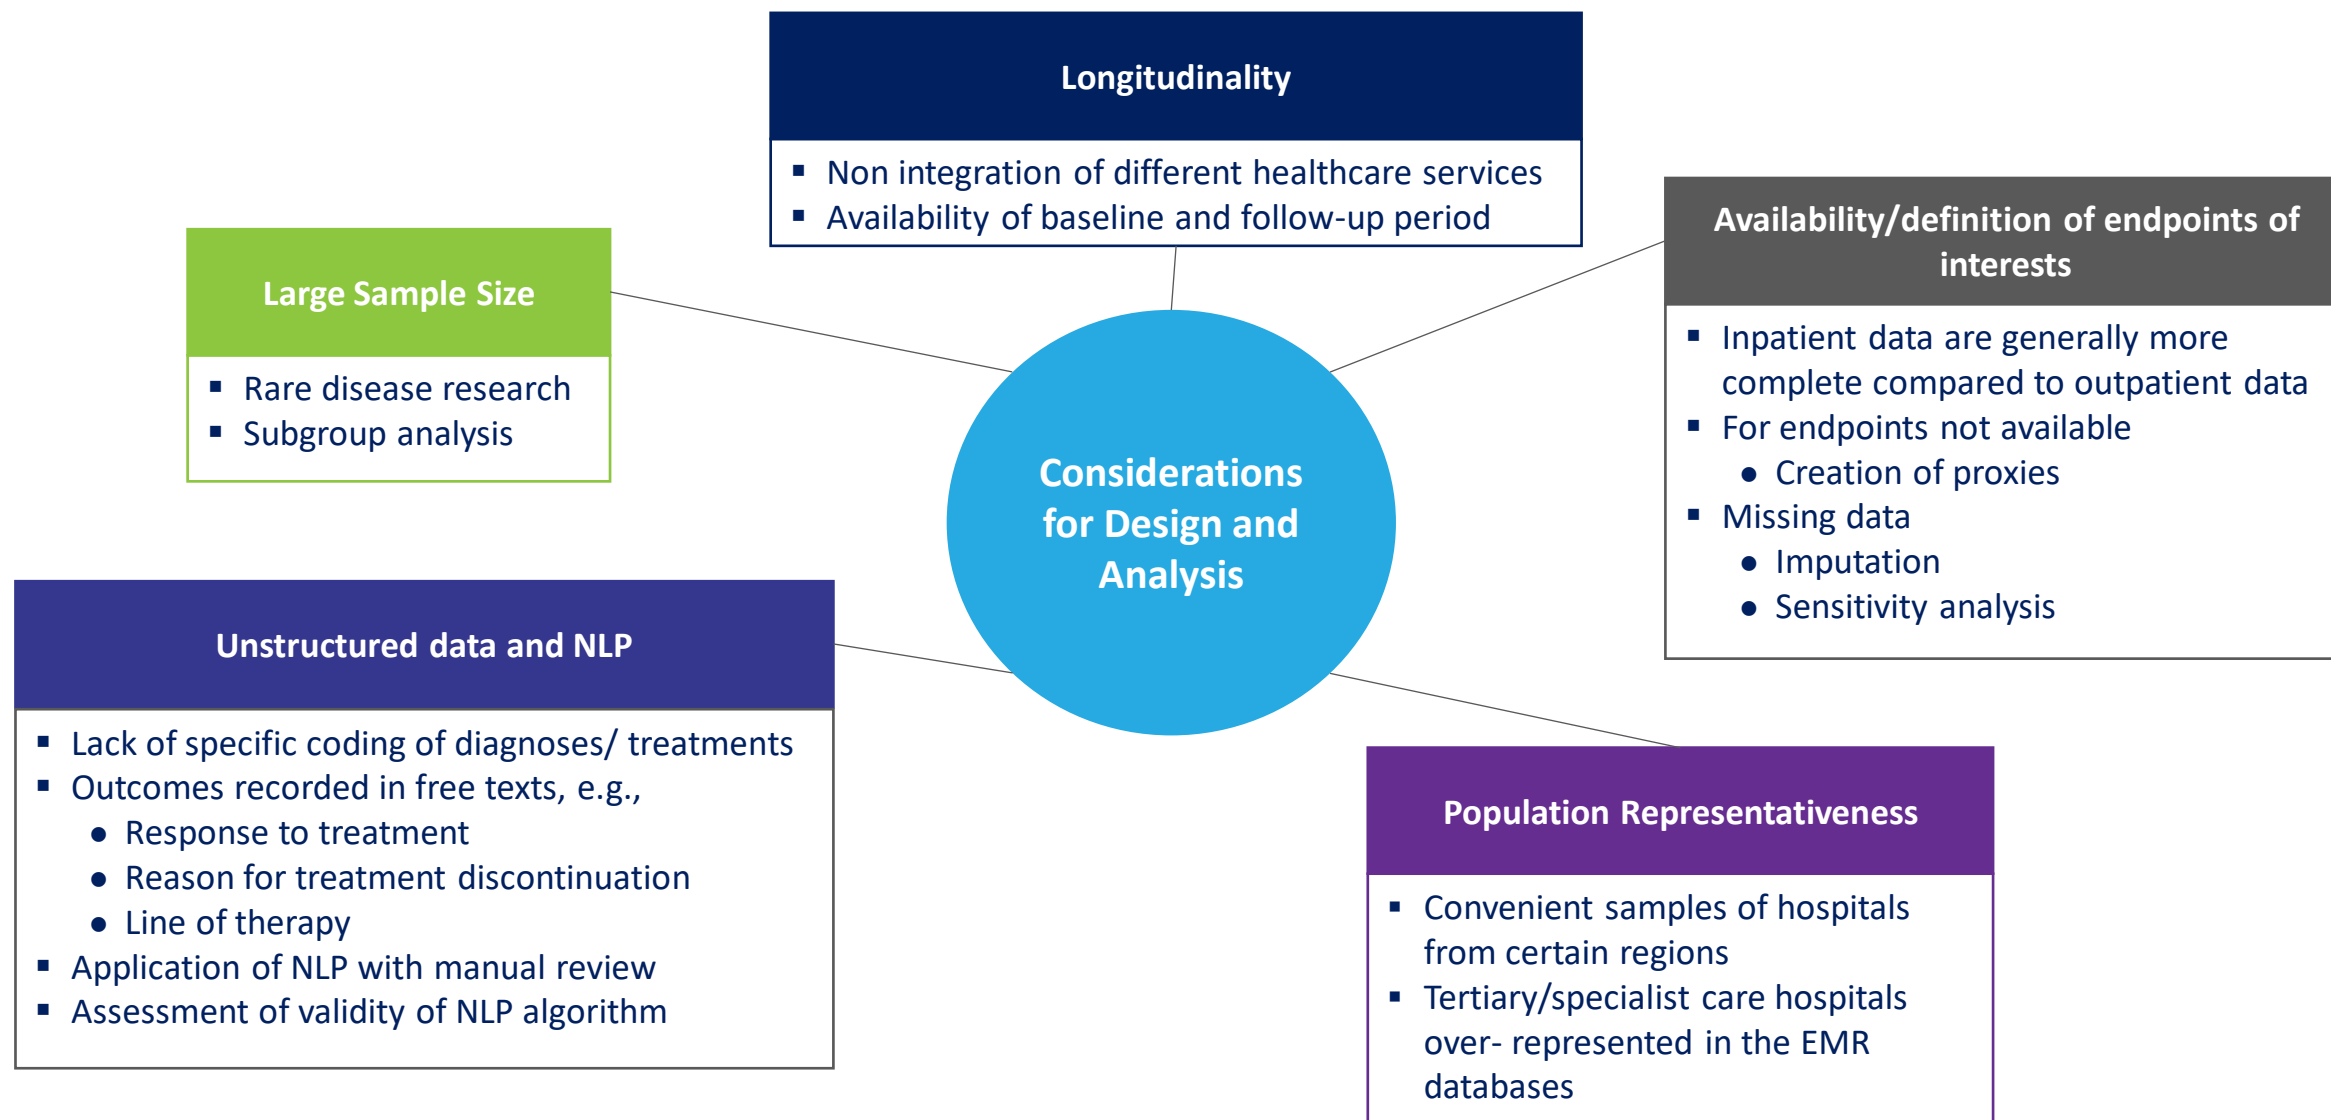 Longitudinality
▪ Non integration of different healthcare services
▪ Availability of baseline and follow-up period
Large Sample Size
▪ Rare disease research
▪ Subgroup analysis
Availability/definition of endpoints of
interests
▪ Inpatient data are generally more
complete compared to outpatient data
▪ For endpoints not available
● Creation of proxies
▪ Missing data
● Imputation
● Sensitivity analysis
Considerations
for Design and
Analysis
Unstructured data and NLP
▪ Lack of specific coding of diagnoses/ treatments
▪ Outcomes recorded in free texts, e.g.,
● Response to treatment
● Reason for treatment discontinuation
● Line of therapy
▪ Application of NLP with manual review
▪ Assessment of validity of NLP algorithm
Population Representativeness
▪ Convenient samples of hospitals
from certain regions
▪ Tertiary/specialist care hospitals
over- represented in the EMR
databases